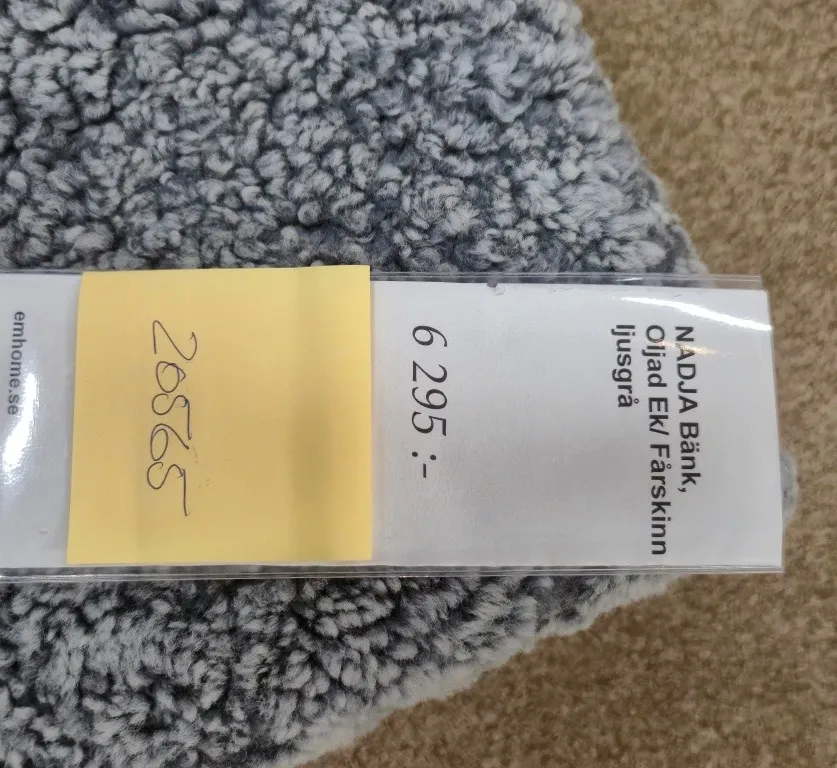 NADJA Bänk,
Oljad Ek/ Fårskinn
ljusgrå
6 295 :-
20565
emhome.se